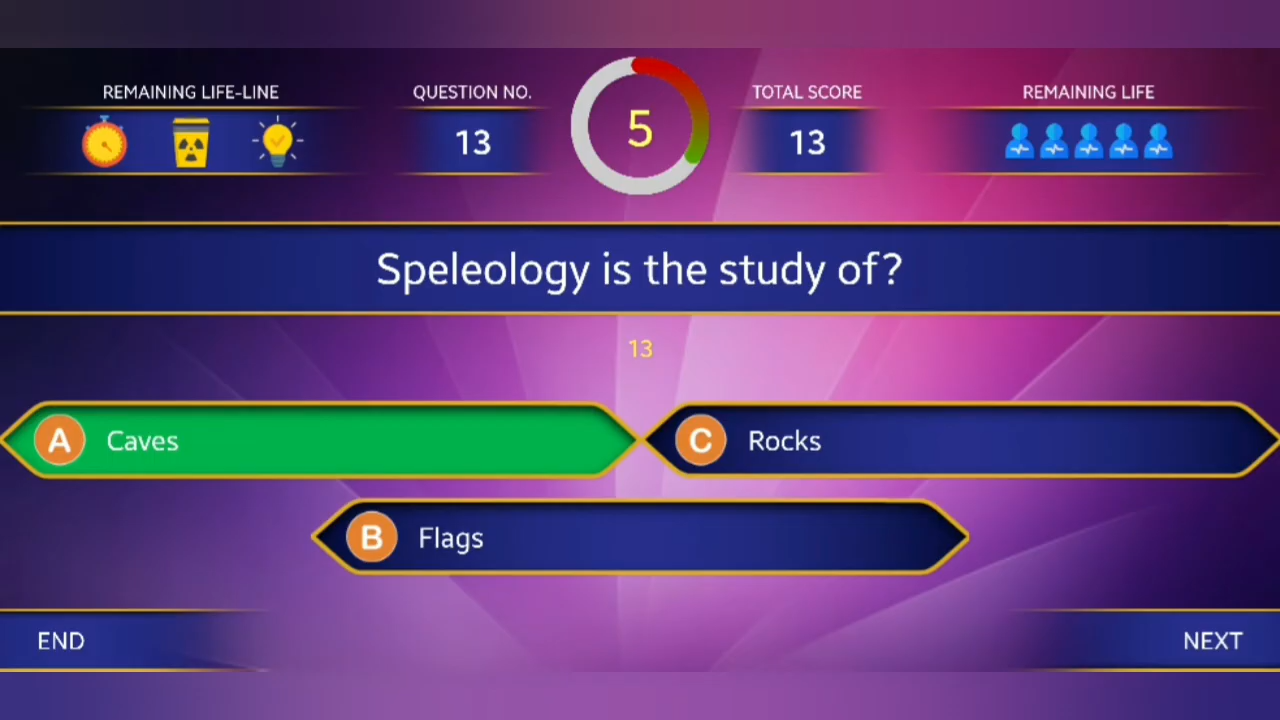 REMAINING LIFE-LINE
QUESTION NO.
13
5
TOTAL SCORE
13
REMAINING LIFE
Speleology is the study of?
13
A Caves
C Rocks
B Flags
END
NEXT